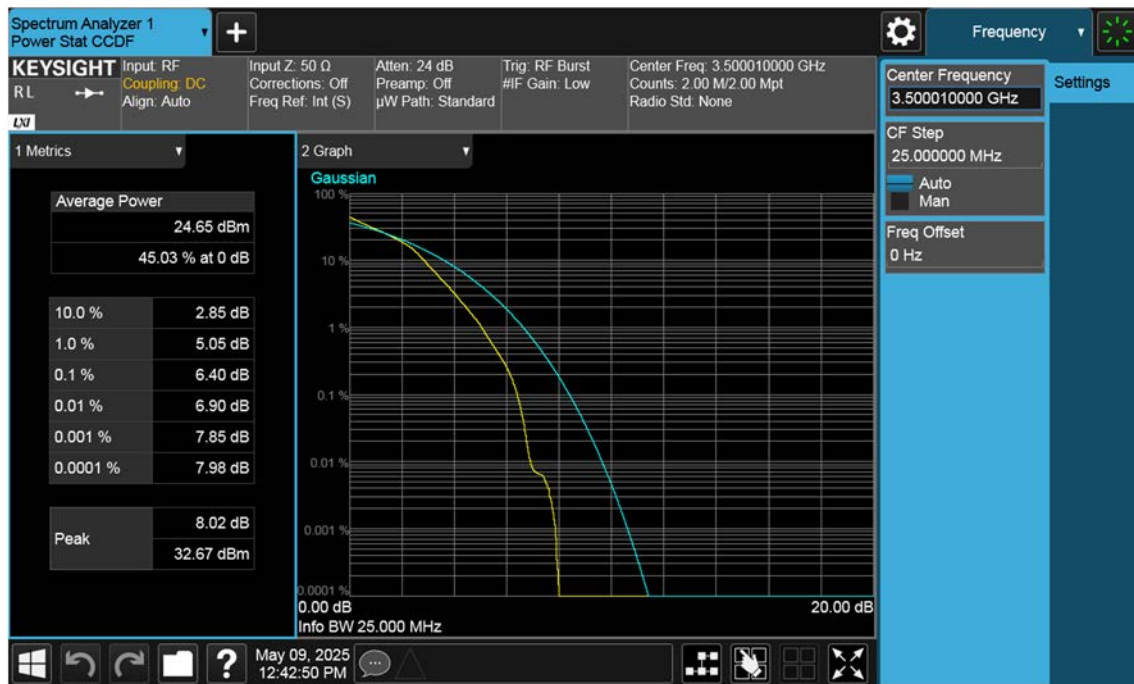 Spectrum Analyzer 1
Power Stat CCDF
Frequency
KEYSIGHT
RL
LXI
Input: RF
Coupling: DC
Align: Auto
Input Z: 50 Ω
Corrections: Off
Freq Ref: Int (S)
Atten: 24 dB
Preamp: Off
µW Path: Standard
Trig: RF Burst
#IF Gain: Low
Center Freq: 3.500010000 GHz
Counts: 2.00 M/2.00 Mpt
Radio Std: None
Center Frequency
3.500010000 GHz
Settings
CF Step
25.000000 MHz
Auto
Man
Freq Offset
0 Hz
1 Metrics
Average Power
24.65 dBm
45.03 % at 0 dB
10.0 % 2.85 dB
1.0 % 5.05 dB
0.1 % 6.40 dB
0.01 % 6.90 dB
0.001 % 7.85 dB
0.0001 % 7.98 dB
Peak
8.02 dB
32.67 dBm
2 Graph
Gaussian
100 %
10 %
1 %
0.1 %
0.01 %
0.001 %
0.0001 %
0.00 dB 20.00 dB
Info BW 25.000 MHz
?
May 09, 2025
12:42:50 PM